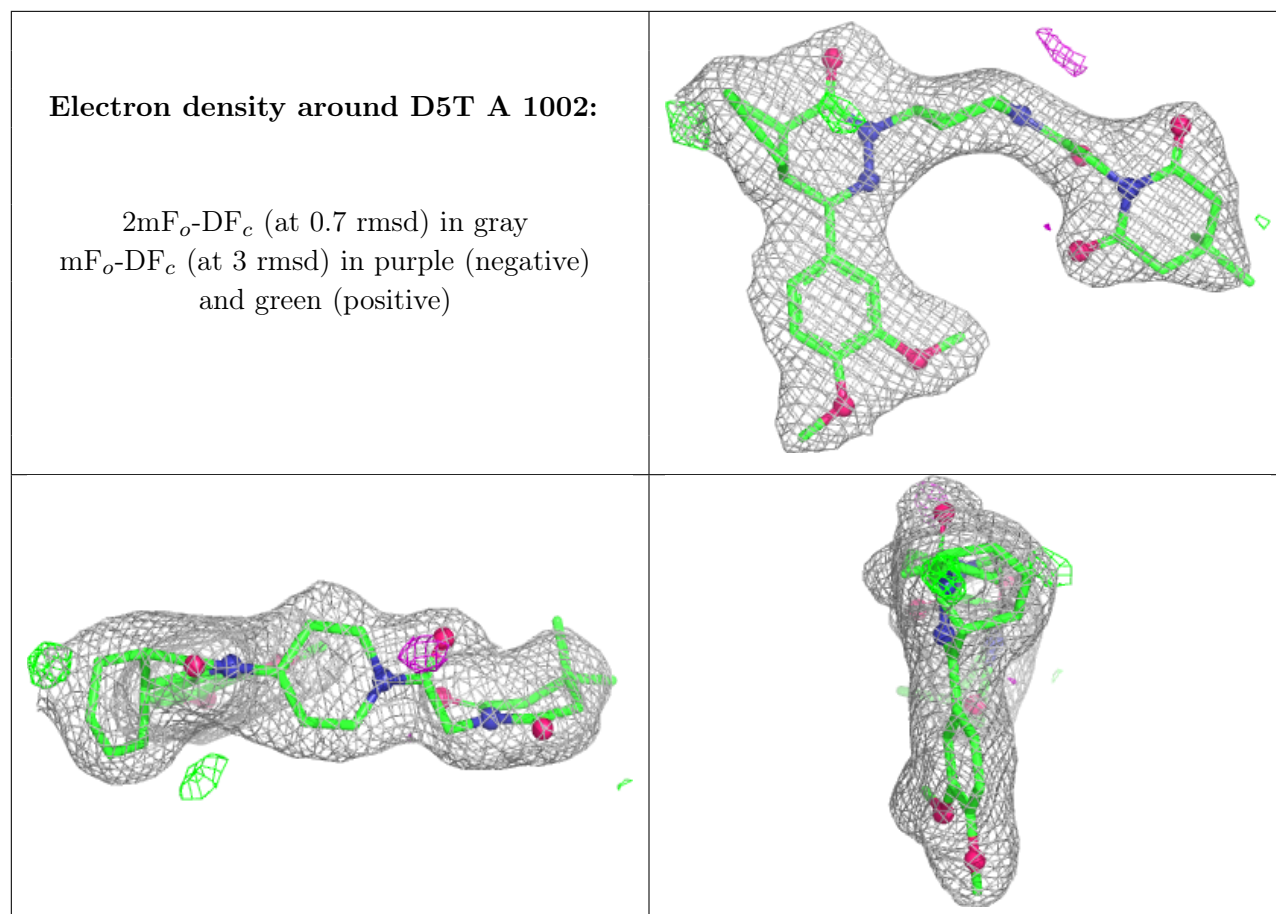 Electron density around D5T A 1002:
2mFo-DFc (at 0.7 rmsd) in gray
mFo-DFc (at 3 rmsd) in purple (negative)
and green (positive)